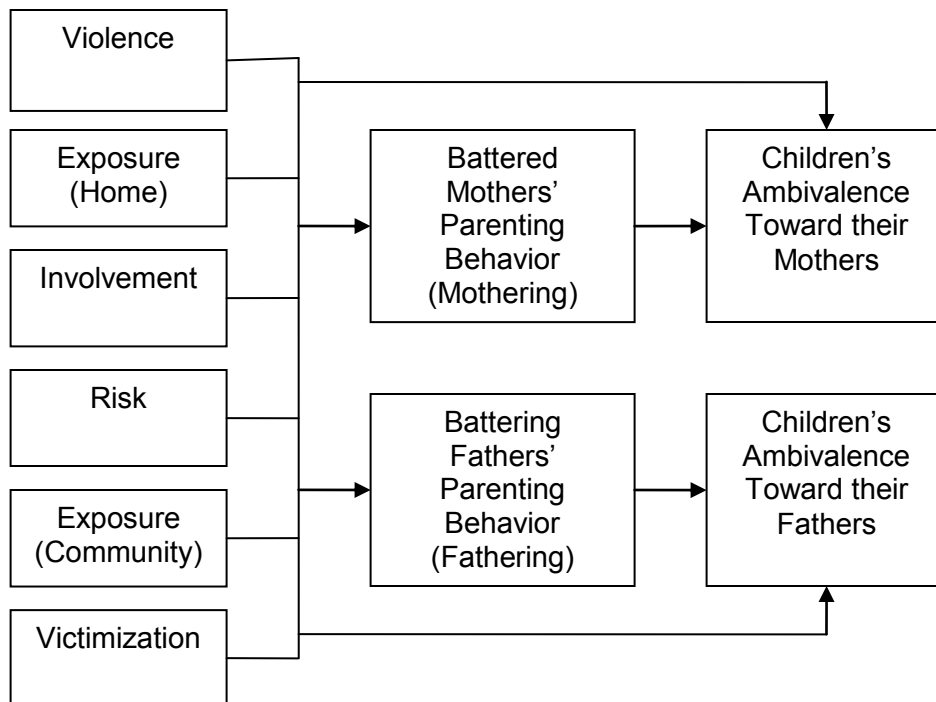 Violence
Exposure
(Home)
Involvement
Risk
Exposure
(Community)
Victimization
Battered
Mothers’
Parenting
Behavior
(Mothering)
Battering
Fathers’
Parenting
Behavior
(Fathering)
Children’s
Ambivalence
Toward their
Mothers
Children’s
Ambivalence
Toward their
Fathers